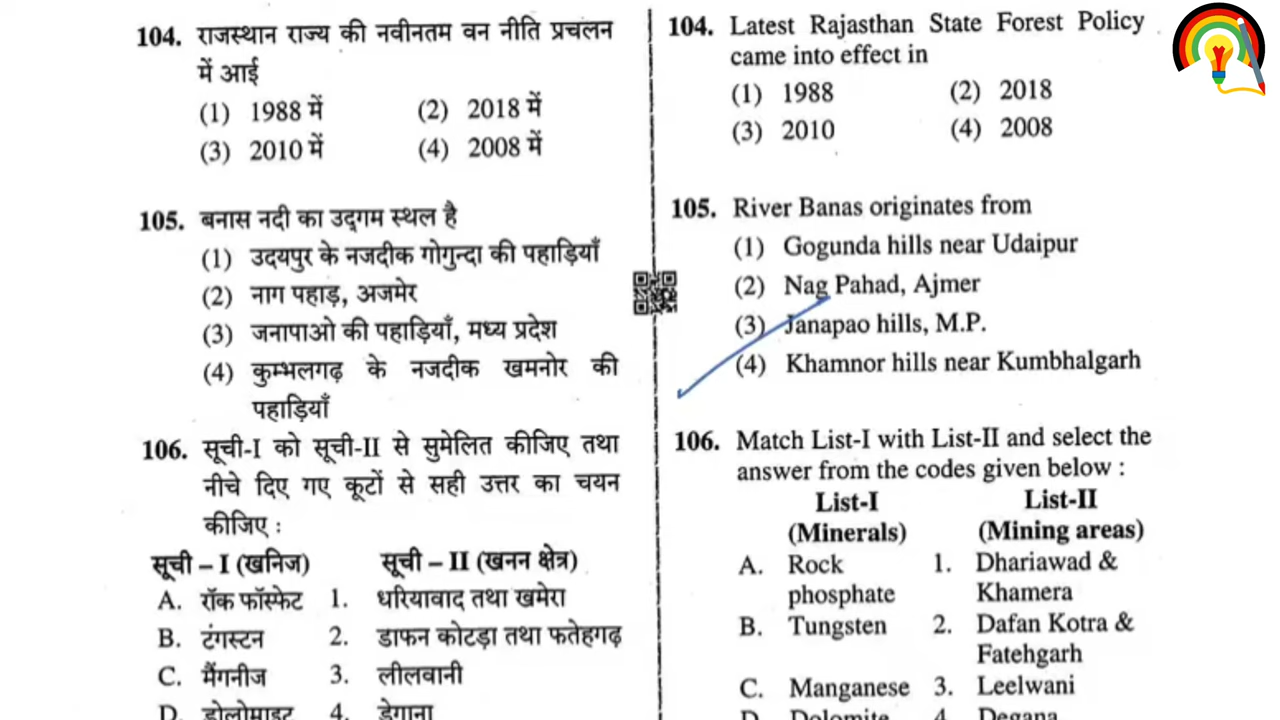 104. राजस्थान राज्य की नवीनतम वन नीति प्रचलन
में आई
(1) 1988 में (2) 2018 में
(3) 2010 में (4) 2008 में
105. बनास नदी का उद्गम स्थल है
(1) उदयपुर के नजदीक गोगुन्दा की पहाड़ियाँ
(2) नाग पहाड़, अजमेर
(3) जनापाओ की पहाड़ियाँ, मध्य प्रदेश
(4) कुम्भलगढ़ के नजदीक खमनोर की
पहाड़ियाँ
106. सूची-I को सूची-II से सुमेलित कीजिए तथा
नीचे दिए गए कूटों से सही उत्तर का चयन
कीजिए :
सूची – I (खनिज) सूची – II (खनन क्षेत्र)
A. रॉक फॉस्फेट 1. धरियावाद तथा खमेरा
B. टंगस्टन 2. डाफन कोटड़ा तथा फतेहगढ़
C. मैंगनीज 3. लीलवानी
D. डोलोमाइट 4. डेगाना
104. Latest Rajasthan State Forest Policy
came into effect in
(1) 1988 (2) 2018
(3) 2010 (4) 2008
105. River Banas originates from
(1) Gogunda hills near Udaipur
(2) Nag Pahad, Ajmer
(3) Janapao hills, M.P.
(4) Khamnor hills near Kumbhalgarh
106. Match List-I with List-II and select the
answer from the codes given below :
List-I List-II
(Minerals) (Mining areas)
A. Rock 1. Dhariawad &
phosphate Khamera
B. Tungsten 2. Dafan Kotra &
Fatehgarh
C. Manganese 3. Leelwani
D. Dolomite 4. Degana